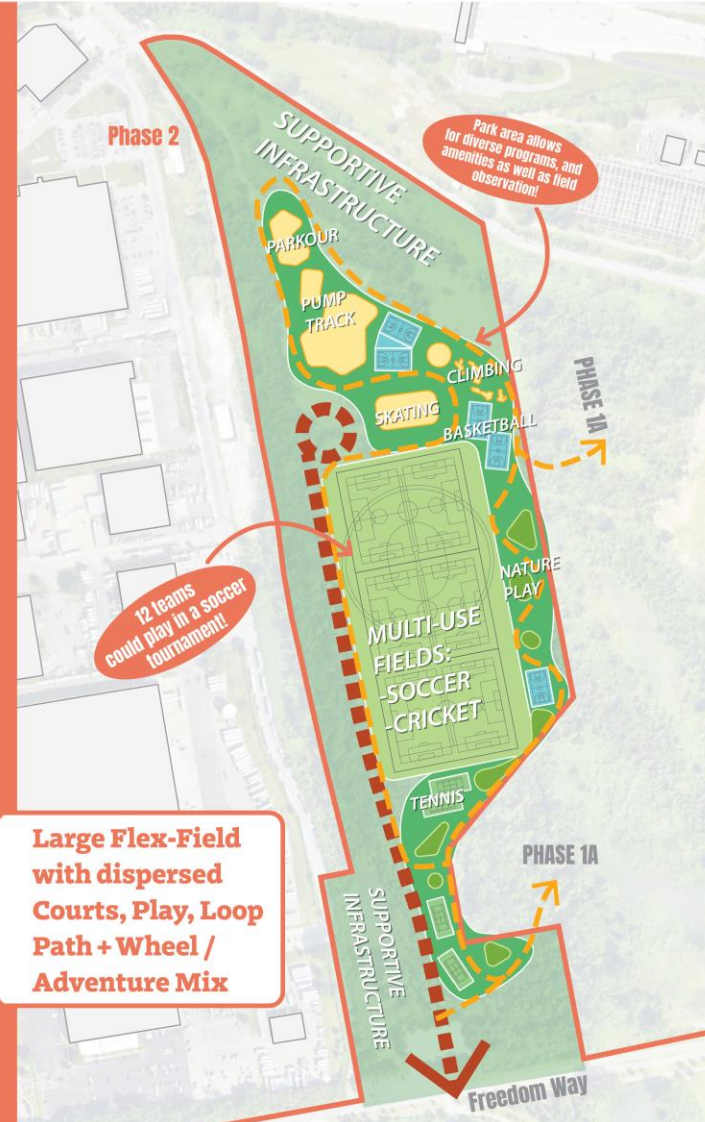 Phase 2
SUPPORTIVE
INFRASTRUCTURE
Park area allows
for diverse programs, and
amenities as well as field
observation!
PARKOUR
PUMP
TRACK
CLIMBING
SKATING
BASKETBALL
PHASE 1A
12 teams
could play in a soccer
tournament!
NATURE
PLAY
MULTI-USE
FIELDS:
-SOCCER
-CRICKET
TENNIS
Large Flex-Field
with dispersed
Courts, Play, Loop
Path + Wheel /
Adventure Mix
PHASE 1A
SUPPORTIVE
INFRASTRUCTURE
Freedom Way